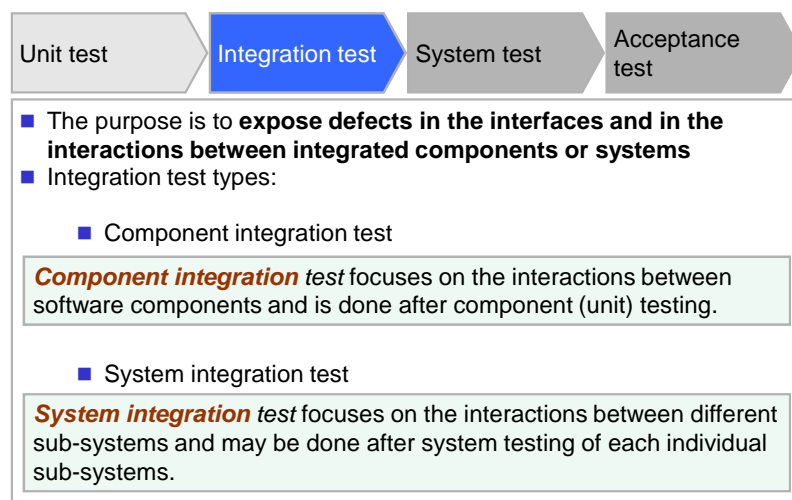 Unit test
Integration test
System test
Acceptance
test
The purpose is to expose defects in the interfaces and in the
interactions between integrated components or systems
Integration test types:
Component integration test
Component integration test focuses on the interactions between
software components and is done after component (unit) testing.
System integration test
System integration test focuses on the interactions between different
sub-systems and may be done after system testing of each individual
sub-systems.